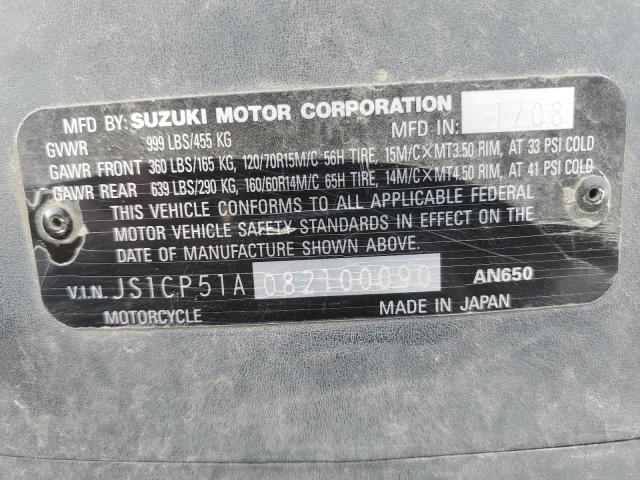 MFD BY: SUZUKI MOTOR CORPORATION MFD IN: 1/08
GVWR 999 LBS/455 KG
GAWR FRONT 360 LBS/165 KG, 120/70R15M/C 56H TIRE, 15M/C×MT3.50 RIM, AT 33 PSI COLD
GAWR REAR 639 LBS/290 KG, 160/60R14M/C 65H TIRE, 14M/C×MT4.50 RIM, AT 41 PSI COLD
THIS VEHICLE CONFORMS TO ALL APPLICABLE FEDERAL
MOTOR VEHICLE SAFETY STANDARDS IN EFFECT ON THE
DATE OF MANUFACTURE SHOWN ABOVE.
V.I.N. JS1CP51A082100090 AN650
MOTORCYCLE MADE IN JAPAN